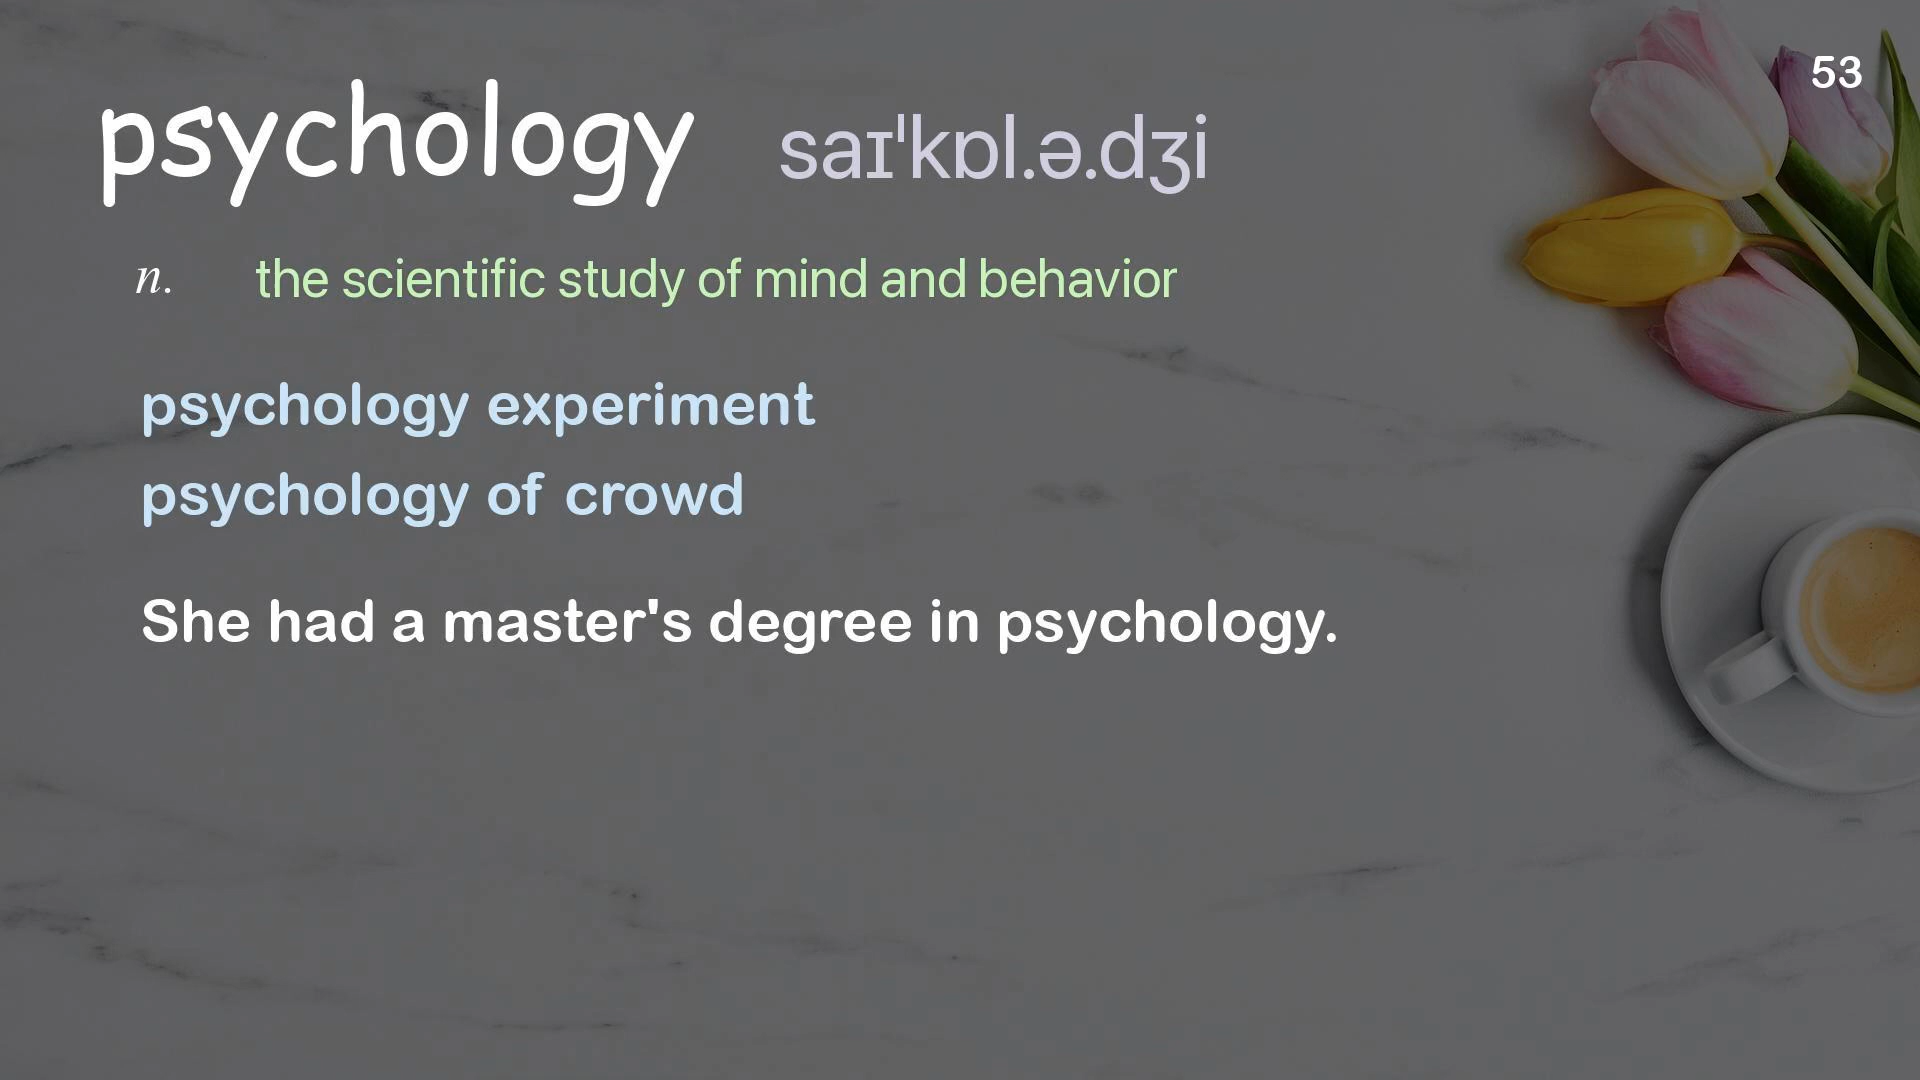 53
psychology saɪˈkɒl.ə.dʒi
n. the scientific study of mind and behavior
psychology experiment
psychology of crowd
She had a master's degree in psychology.